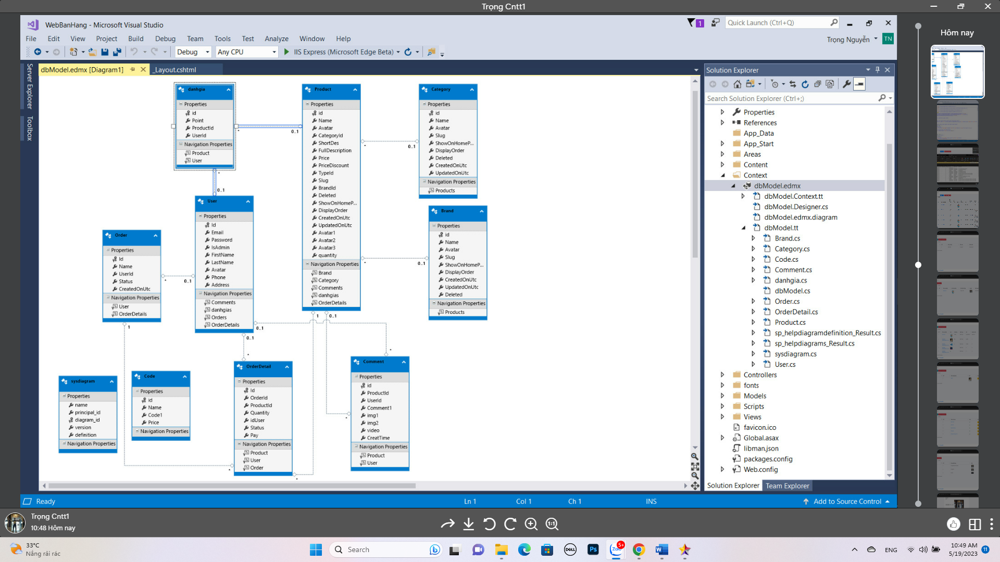 Trọng Cntt1
WebBanHang - Microsoft Visual Studio
1
Quick Launch (Ctrl+Q)
File Edit View Project Build Debug Team Tools Test Analyze Window Help
Trọng Nguyễn TN
Debug Any CPU IIS Express (Microsoft Edge Beta)
Server Explorer
Toolbox
dbModel.edmx [Diagram1] _Layout.cshtml
danhgia
Properties
id
Point
ProductId
UserId
Navigation Properties
Product
User
*
0..1
*
0..1
Product
Properties
id
Name
Avatar
CategoryId
ShortDes
FullDescription
Price
PriceDiscount
TypeId
Slug
BrandId
Deleted
ShowOnHomeP...
DisplayOrder
CreatedOnUtc
UpdatedOnUtc
Avatar1
Avatar2
Avatar3
quantity
Navigation Properties
Brand
Category
Comments
danhgias
OrderDetails
*
0..1
Category
Properties
id
Name
Avatar
Slug
ShowOnHomeP...
DisplayOrder
Deleted
CreatedOnUtc
UpdatedOnUtc
Navigation Properties
Products
*
0..1
Brand
Properties
id
Name
Avatar
Slug
ShowOnHomeP...
DisplayOrder
CreatedOnUtc
UpdatedOnUtc
Deleted
Navigation Properties
Products
User
Properties
Id
Email
Password
IsAdmin
FirstName
LastName
Avatar
Phone
Address
Navigation Properties
Comments
danhgias
Orders
OrderDetails
Order
Properties
Id
Name
UserId
Status
CreatedOnUtc
Navigation Properties
User
OrderDetails
*
0..1
1
1
0..1
0..1
0..1
*
*
sysdiagram
Properties
name
principal_id
diagram_id
version
definition
Navigation Properties
Code
Properties
id
Name
Code1
Price
Navigation Properties
OrderDetail
Properties
Id
OrderId
ProductId
Quantity
idUser
Status
Pay
Navigation Properties
Product
User
Order
*
*
*
Comment
Properties
id
ProductId
UserId
Comment1
img1
img2
video
CreatTime
Navigation Properties
Product
User
Solution Explorer
Search Solution Explorer (Ctrl+;)
Properties
References
App_Data
App_Start
Areas
Content
Context
dbModel.edmx
dbModel.Context.tt
dbModel.Designer.cs
dbModel.edmx.diagram
dbModel.tt
Brand.cs
Category.cs
Code.cs
Comment.cs
danhgia.cs
dbModel.cs
Order.cs
OrderDetail.cs
Product.cs
sp_helpdiagramdefinition_Result.cs
sp_helpdiagrams_Result.cs
sysdiagram.cs
User.cs
Controllers
fonts
Models
Scripts
Views
favicon.ico
Global.asax
libman.json
packages.config
Web.config
Solution Explorer Team Explorer
Ready Ln 1 Col 1 Ch 1 INS Add to Source Control
Hôm nay
Trọng Cntt1
10:48 Hôm nay
1:1
33°C
Nắng rải rác
Search
DELL
Ps
Zalo
5+
W
ENG
10:49 AM
5/19/2023
11